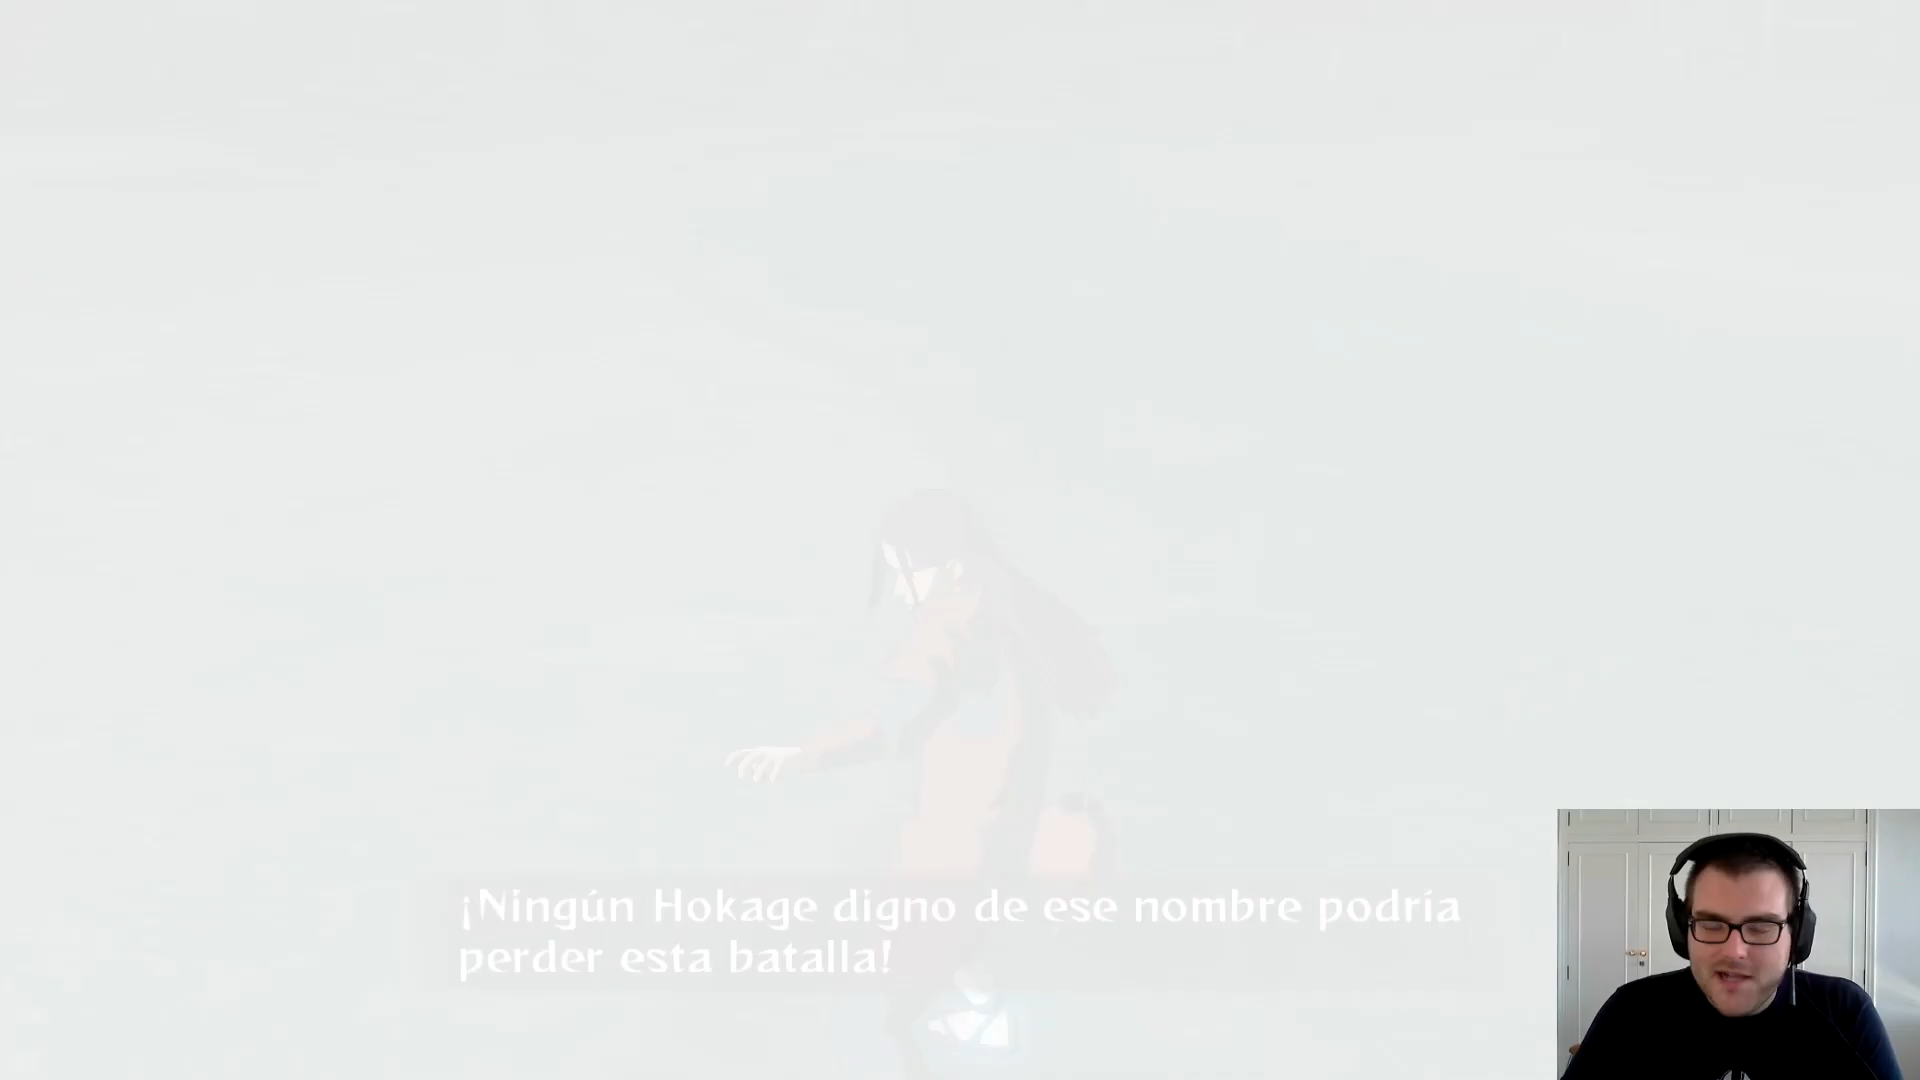 ¡Ningún Hokage digno de ese nombre podría
perder esta batalla!